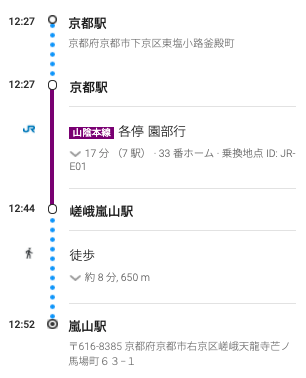 12:27 京都駅
京都府京都市下京区東塩小路釜殿町
12:27 京都駅
JR 山陰本線 各停 園部行
17 分 （7 駅） · 33 番ホーム · 乗換地点 ID: JR-
E01
12:44 嵯峨嵐山駅
徒歩
約 8 分, 650 m
12:52 嵐山駅
〒616-8385 京都府京都市右京区嵯峨天龍寺芒ノ
馬場町６３−１